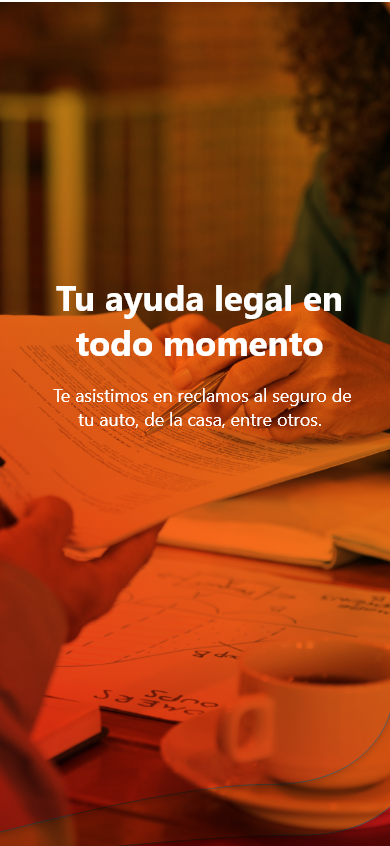 Tu ayuda legal en
todo momento
Te asistimos en reclamos al seguro de
tu auto, de la casa, entre otros.